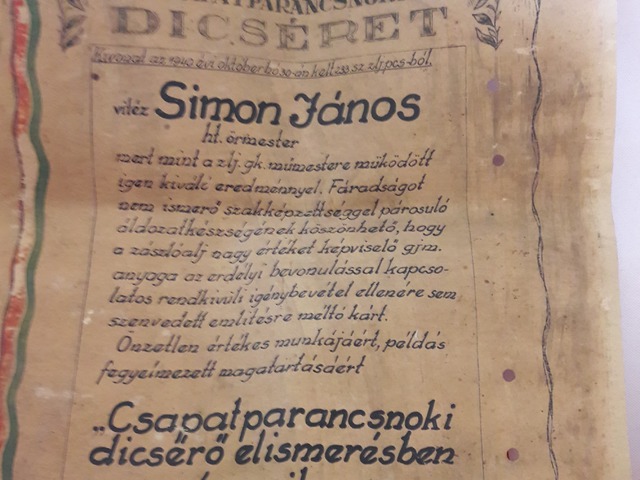 CSAPATPARANCSNOKI
DICSÉRET
Kivonat az 1940 évi október hó 30-án kelt 233 sz. zlj. pcs-ból.
vitéz Simon János
ht. őrmester
mert mint a zlj. gk. műmestere működött
igen kiváló eredménnyel. Fáradságot
nem ismerő szakképzettséggel párosuló
áldozatkészségének köszönhető, hogy
a zászlóalj nagy értéket képviselő gjm.
anyaga az erdélyi bevonulással kapcso-
latos rendkívüli igénybevétel ellenére sem
szenvedett említésre méltó kárt.
Önzetlen értékes munkájáért, példás
fegyelmezett magatartásáért
„Csapatparancsnoki
dicsérő" elismerésben